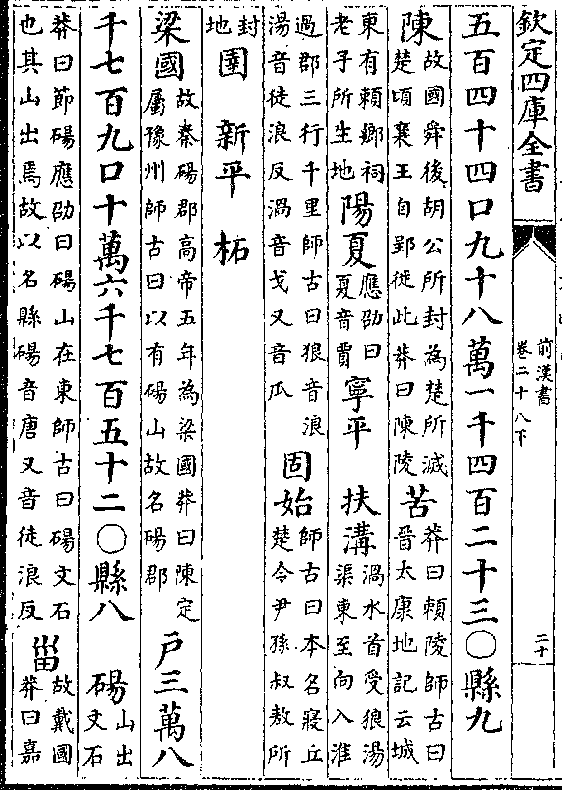 欽定四庫全書
前漢書
卷二十八下
二十
五百四十四口九十八萬一千四百二十三○縣九
陳故國舜後胡公所封為楚所滅楚頃襄王自郢徙此莽曰陳陵 苦莽曰頼陵師古曰晉太康地記云城
東有頼鄉祠老子所生地 陽夏應劭曰夏音賈 寧平 扶溝渦水首受狼湯渠東至向入淮
過郡三行千里師古曰狼音浪湯音徒浪反渦音戈又音瓜 固始師古曰本名寢丘楚令尹孫叔敖所
封地 圉 新平 柘
梁國故秦碭郡高帝五年為梁國莽曰陳定屬豫州師古曰以有碭山故名碭郡 戸三萬八
千七百九口十萬六千七百五十二○縣八 碭山出文石
莽曰節碭應劭曰碭山在東師古曰碭文石也其山出焉故以名縣碭音唐又音徒浪反 甾故戴國莽曰嘉